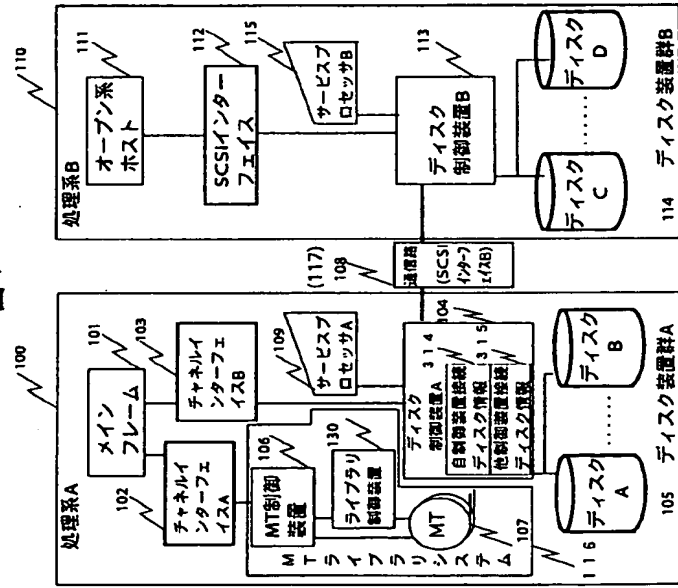 100
処理系A
メイン
フレーム
101
102
チャネルイ
ンターフェ
イスA
103
チャネルイ
ンターフェ
イスB
106
MT制御
装置
130
ライブラリ
制御装置
MT
107
MTライブラリシステム
116
109
サービスプ
ロセッサA
104
ディスク
制御装置A
314
自制御装置接続
ディスク情報
315
他制御装置接続
ディスク情報
ディスク
A
ディスク
B
105
ディスク装置群A
(117)
108
通信路
(SCSI
インターフ
ェイスB)
110
処理系B
111
オープン系
ホスト
112
SCSIインター
フェイス
115
サービスプ
ロセッサB
113
ディスク
制御装置B
ディスク
C
ディスク
D
114
ディスク装置群B